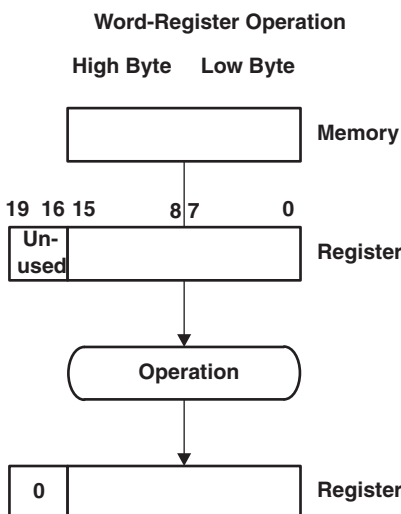 Word-Register Operation
High Byte Low Byte
Memory
19 16 15 8 7 0
Un-
used
Register
Operation
0
Register